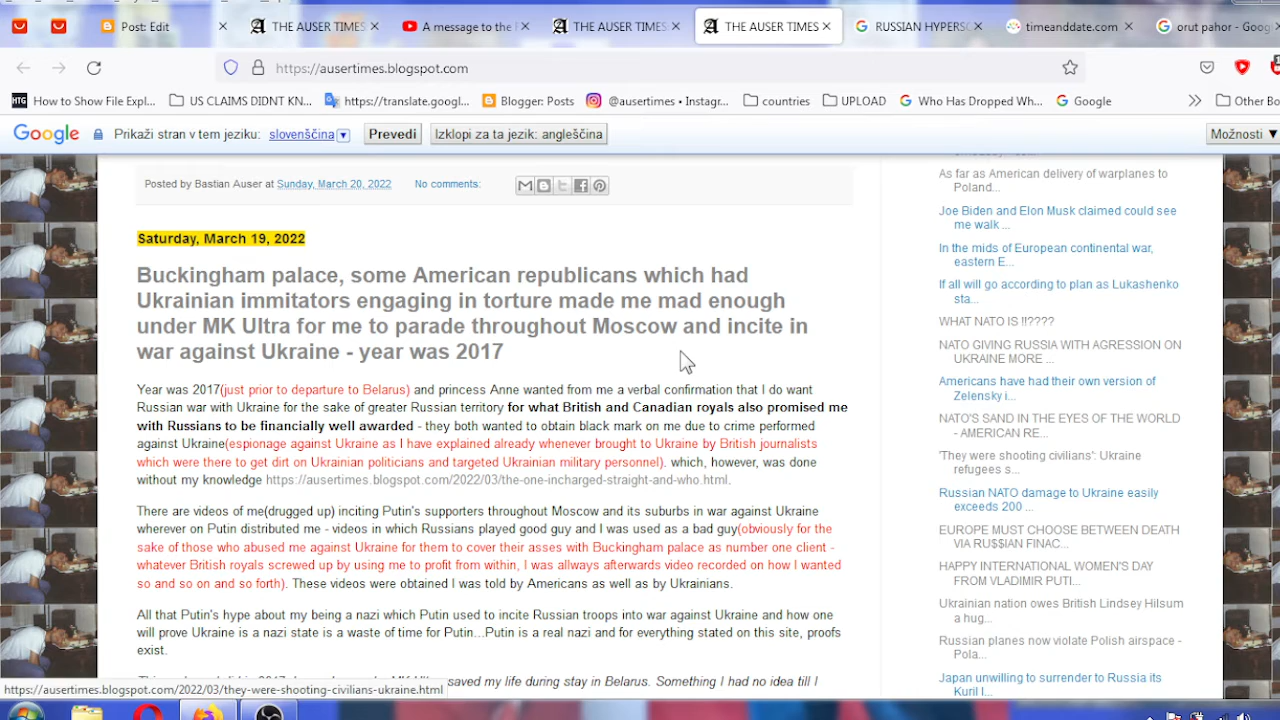 Post: Edit
THE AUSER TIMES
A message to the
THE AUSER TIMES:
THE AUSER TIMES
RUSSIAN HYPERSO
timeanddate.com
orut pahor - Goog
https://ausertimes.blogspot.com
HTG How to Show File Expl...
US CLAIMS DIDNT KN...
https://translate.googl...
Blogger: Posts
@ausertimes • Instagr...
countries
UPLOAD
Who Has Dropped Wh...
Google
Other Bo
Google
Prikaži stran v tem jeziku:
slovenščina
Prevedi
Izklopi za ta jezik: angleščina
Možnosti
Posted by Bastian Auser at Sunday, March 20, 2022
No comments:
Saturday, March 19, 2022
Buckingham palace, some American republicans which had
Ukrainian immitators engaging in torture made me mad enough
under MK Ultra for me to parade throughout Moscow and incite in
war against Ukraine - year was 2017
Year was 2017(just prior to departure to Belarus) and princess Anne wanted from me a verbal confirmation that I do want
Russian war with Ukraine for the sake of greater Russian territory for what British and Canadian royals also promised me
with Russians to be financially well awarded - they both wanted to obtain black mark on me due to crime performed
against Ukraine(espionage against Ukraine as I have explained already whenever brought to Ukraine by British journalists
which were there to get dirt on Ukrainian politicians and targeted Ukrainian military personnel). which, however, was done
without my knowledge https://ausertimes.blogspot.com/2022/03/the-one-incharged-straight-and-who.html.
There are videos of me(drugged up) inciting Putin's supporters throughout Moscow and its suburbs in war against Ukraine
wherever on Putin distributed me - videos in which Russians played good guy and I was used as a bad guy(obviously for the
sake of those who abused me against Ukraine for them to cover their asses with Buckingham palace as number one client -
whatever British royals screwed up by using me to profit from within, I was allways afterwards video recorded on how I wanted
so and so on and so forth). These videos were obtained I was told by Americans as well as by Ukrainians.
All that Putin's hype about my being a nazi which Putin used to incite Russian troops into war against Ukraine and how one
will prove Ukraine is a nazi state is a waste of time for Putin...Putin is a real nazi and for everything stated on this site, proofs
exist.
saved my life during stay in Belarus. Something I had no idea till I
As far as American delivery of warplanes to
Poland...
Joe Biden and Elon Musk claimed could see
me walk ...
In the mids of European continental war,
eastern E...
If all will go according to plan as Lukashenko
sta...
WHAT NATO IS !!????
NATO GIVING RUSSIA WITH AGRESSION ON
UKRAINE MORE ...
Americans have had their own version of
Zelensky i...
NATO'S SAND IN THE EYES OF THE WORLD
- AMERICAN RE...
'They were shooting civilians': Ukraine
refugees s...
Russian NATO damage to Ukraine easily
exceeds 200 ...
EUROPE MUST CHOOSE BETWEEN DEATH
VIA RU$$IAN FINAC...
HAPPY INTERNATIONAL WOMEN'S DAY
FROM VLADIMIR PUTI...
Ukrainian nation owes British Lindsey Hilsum
a hug...
Russian planes now violate Polish airspace -
Pola...
Japan unwilling to surrender to Russia its
Kuril I...
https://ausertimes.blogspot.com/2022/03/they-were-shooting-civilians-ukraine.html